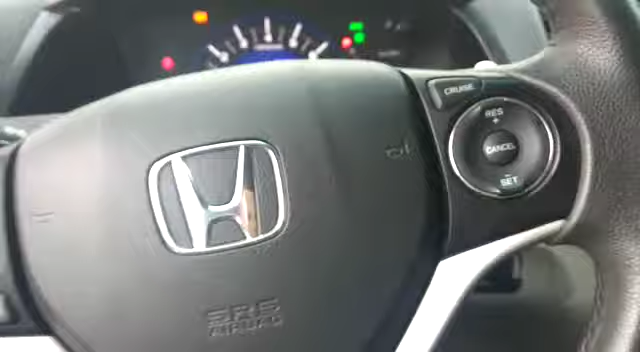 CRUISE
RES
+
CANCEL
-
SET
SRS
AIRBAG